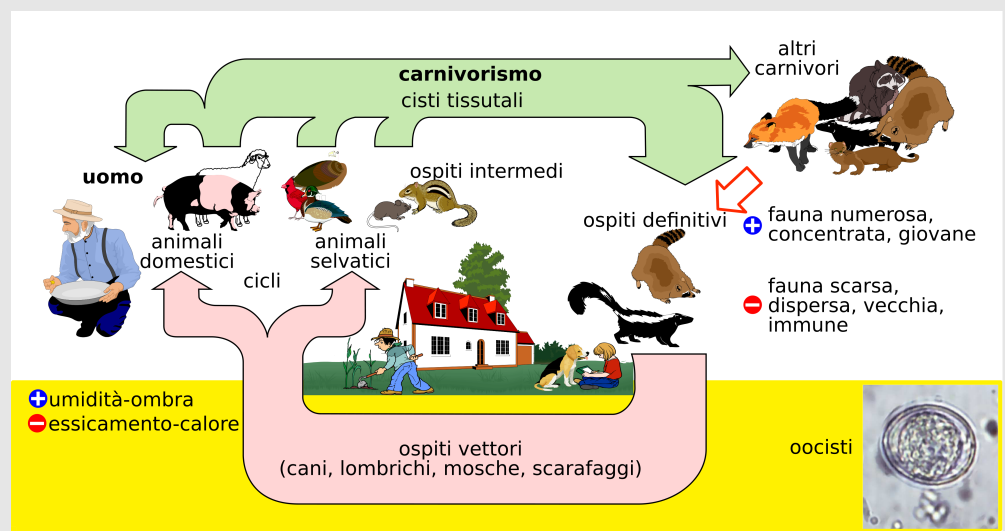 altri
carnivori
carnivorismo
cisti tissutali
uomo
ospiti intermedi
ospiti definitivi
animali
domestici
animali
selvatici
cicli
fauna numerosa,
concentrata, giovane
fauna scarsa,
dispersa, vecchia,
immune
umidità-ombra
essicamento-calore
ospiti vettori
(cani, lombrichi, mosche, scarafaggi)
oocisti